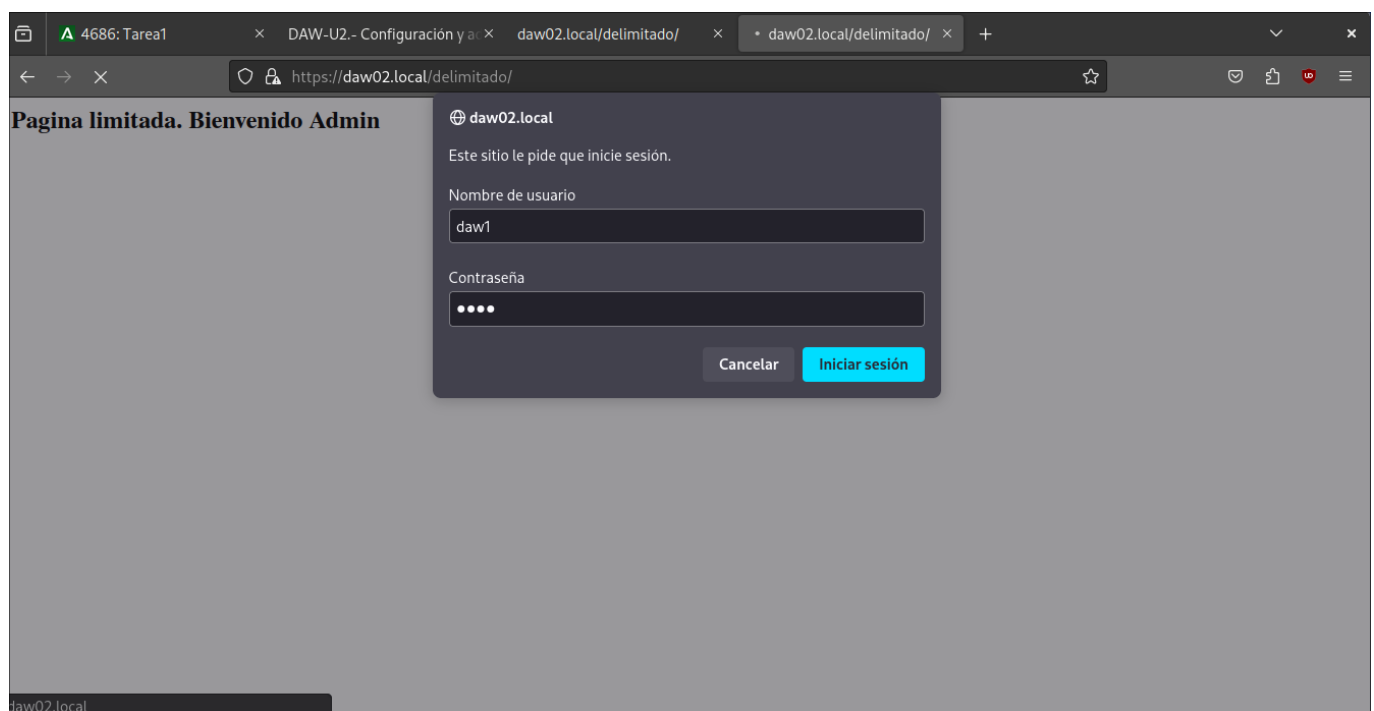 4686: Tarea1
DAW-U2.- Configuración y ac
daw02.local/delimitado/
daw02.local/delimitado/
https://daw02.local/delimitado/
Pagina limitada. Bienvenido Admin
daw02.local
Este sitio le pide que inicie sesión.
Nombre de usuario
daw1
Contraseña
••••
Cancelar Iniciar sesión
daw02.local